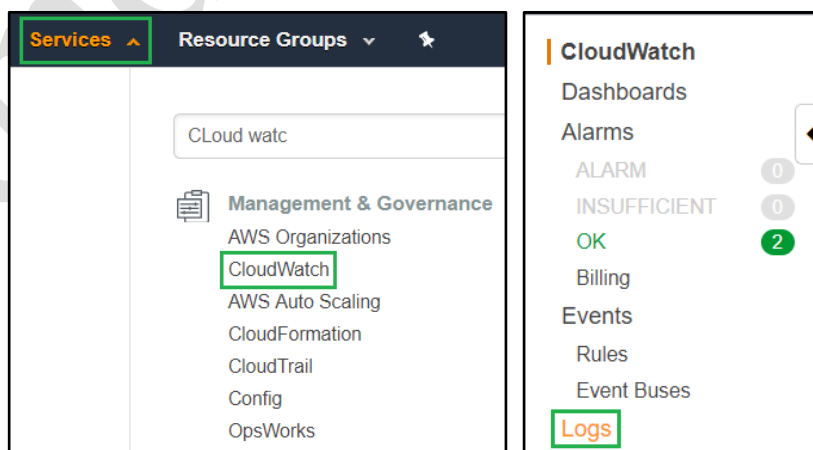 Services
Resource Groups
CLoud watc
Management & Governance
AWS Organizations
CloudWatch
AWS Auto Scaling
CloudFormation
CloudTrail
Config
OpsWorks
CloudWatch
Dashboards
Alarms
ALARM 0
INSUFFICIENT 0
OK 2
Billing
Events
Rules
Event Buses
Logs